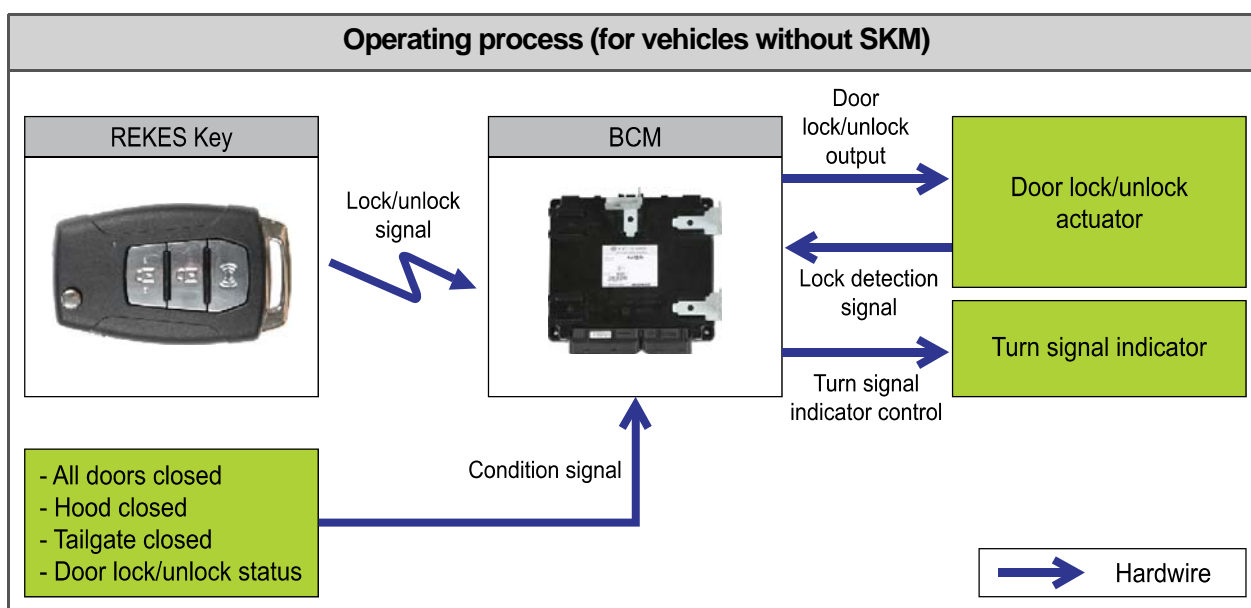 Operating process (for vehicles without SKM)
REKES Key
Lock/unlock
signal
BCM
Door
lock/unlock
output
Door lock/unlock
actuator
Lock detection
signal
Turn signal indicator
Turn signal
indicator control
- All doors closed
- Hood closed
- Tailgate closed
- Door lock/unlock status
Condition signal
Hardwire